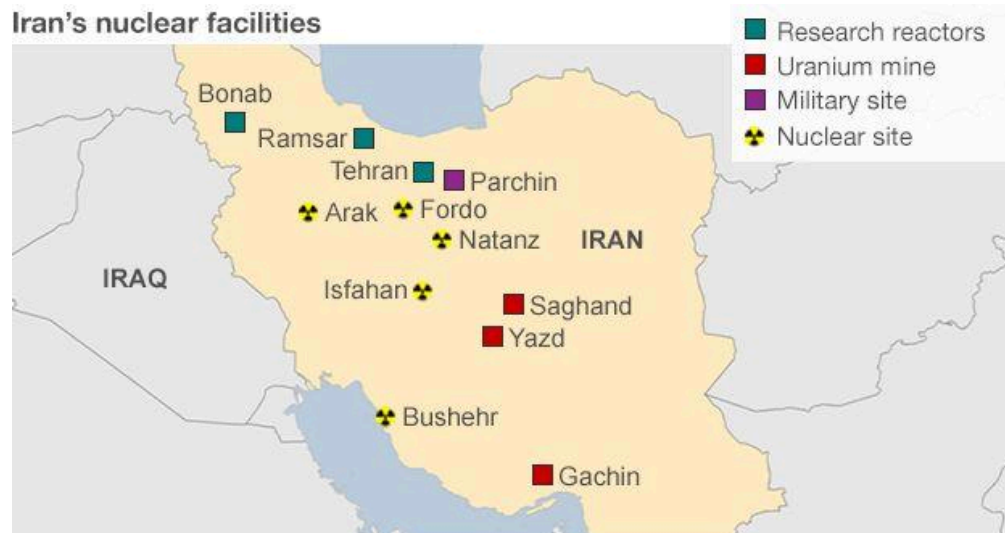 Iran's nuclear facilities
Research reactors
Uranium mine
Military site
Nuclear site
Bonab
Ramsar
Tehran
Parchin
Arak
Fordo
Natanz
IRAN
IRAQ
Isfahan
Saghand
Yazd
Bushehr
Gachin